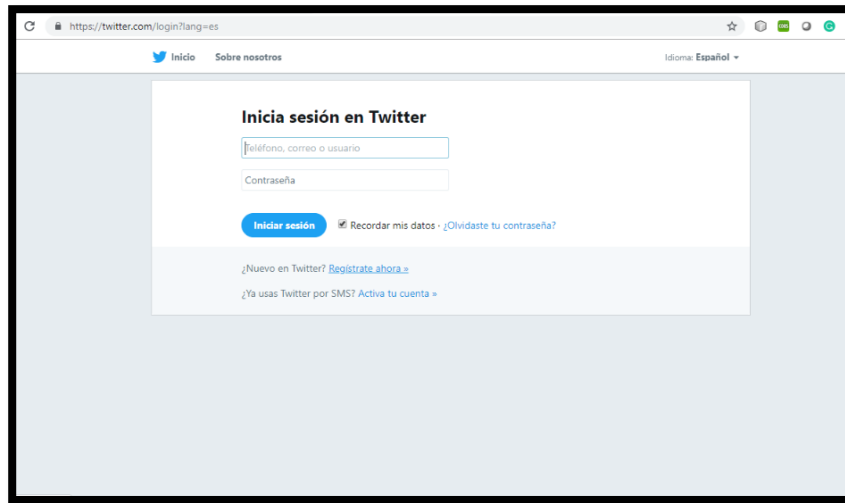 https://twitter.com/login?lang=es
Inicio Sobre nosotros Idioma: Español
Inicia sesión en Twitter
Teléfono, correo o usuario
Contraseña
Iniciar sesión Recordar mis datos · ¿Olvidaste tu contraseña?
¿Nuevo en Twitter? Regístrate ahora »
¿Ya usas Twitter por SMS? Activa tu cuenta »